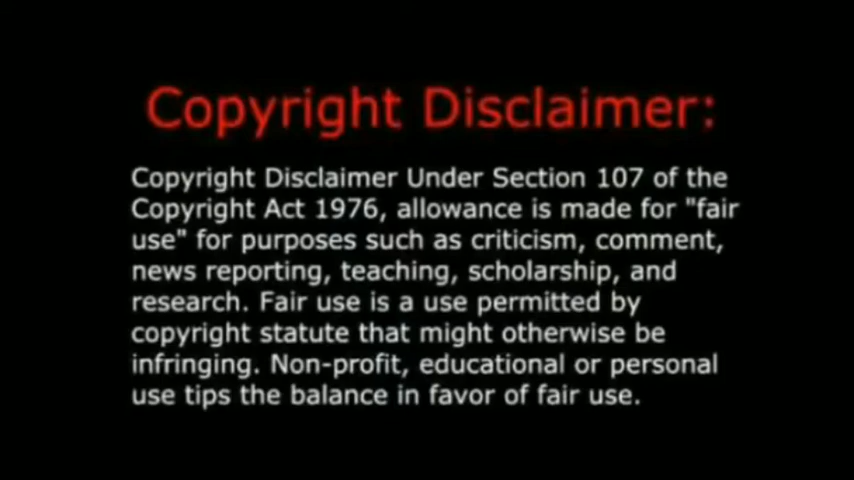 Copyright Disclaimer:
Copyright Disclaimer Under Section 107 of the
Copyright Act 1976, allowance is made for "fair
use" for purposes such as criticism, comment,
news reporting, teaching, scholarship, and
research. Fair use is a use permitted by
copyright statute that might otherwise be
infringing. Non-profit, educational or personal
use tips the balance in favor of fair use.